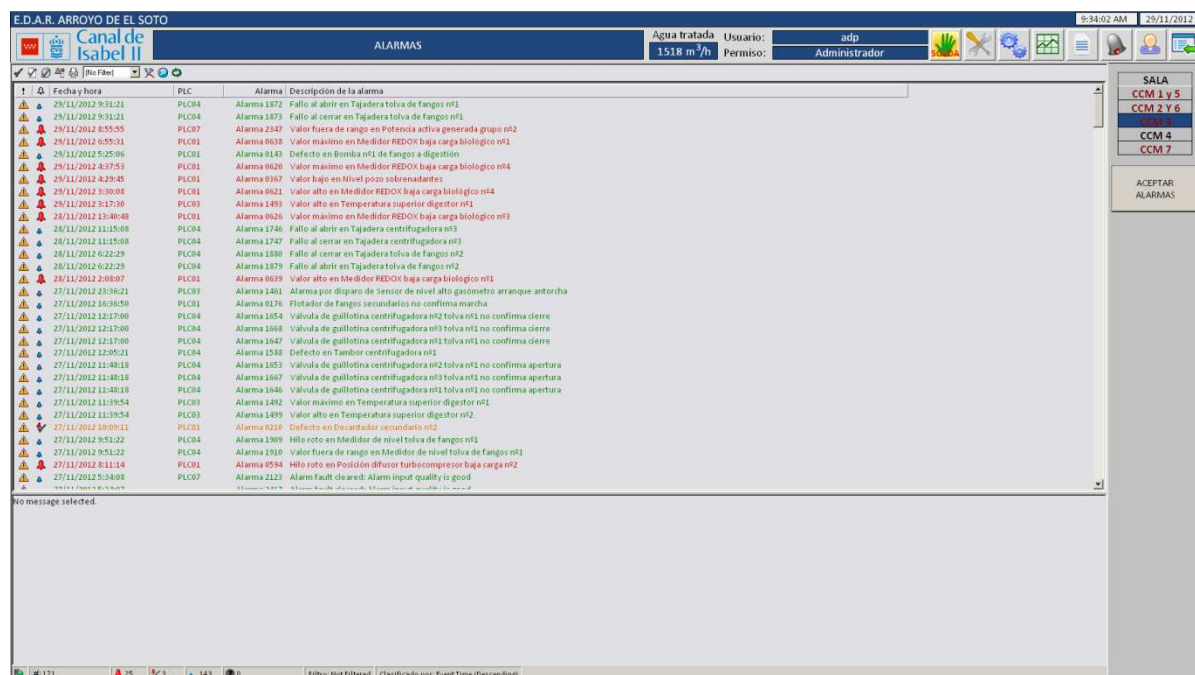 E.D.A.R. ARROYO DE EL SOTO
9:34:02 AM 29/11/2012
Canal de
Isabel II
ALARMAS
Agua tratada
1518 m³/h
Usuario: adp
Permiso: Administrador
[No Filter]
SALA
CCM 1 y 5
CCM 2 Y 6
CCM 3
CCM 4
CCM 7
ACEPTAR
ALARMAS
! Fecha y hora PLC Alarma Descripción de la alarma
29/11/2012 9:31:21 PLC04 Alarma 1872 Fallo al abrir en Tajadera tolva de fangos nº1
29/11/2012 9:31:21 PLC04 Alarma 1873 Fallo al cerrar en Tajadera tolva de fangos nº1
29/11/2012 8:55:55 PLC07 Alarma 2347 Valor fuera de rango en Potencia activa generada grupo nº2
29/11/2012 6:55:31 PLC01 Alarma 0638 Valor máximo en Medidor REDOX baja carga biológico nº1
29/11/2012 5:25:06 PLC01 Alarma 0143 Defecto en Bomba nº1 de fangos a digestión
29/11/2012 4:37:53 PLC01 Alarma 0620 Valor máximo en Medidor REDOX baja carga biológico nº4
29/11/2012 4:29:45 PLC01 Alarma 0367 Valor bajo en Nivel pozo sobrenadantes
29/11/2012 3:30:08 PLC01 Alarma 0621 Valor alto en Medidor REDOX baja carga biológico nº4
29/11/2012 3:17:30 PLC03 Alarma 1493 Valor alto en Temperatura superior digestor nº1
28/11/2012 13:40:48 PLC01 Alarma 0626 Valor máximo en Medidor REDOX baja carga biológico nº3
28/11/2012 11:15:08 PLC04 Alarma 1746 Fallo al abrir en Tajadera centrifugadora nº3
28/11/2012 11:15:08 PLC04 Alarma 1747 Fallo al cerrar en Tajadera centrifugadora nº3
28/11/2012 6:22:29 PLC04 Alarma 1880 Fallo al cerrar en Tajadera tolva de fangos nº2
28/11/2012 6:22:29 PLC04 Alarma 1879 Fallo al abrir en Tajadera tolva de fangos nº2
28/11/2012 2:08:07 PLC01 Alarma 0639 Valor alto en Medidor REDOX baja carga biológico nº1
27/11/2012 23:36:21 PLC03 Alarma 1461 Alarma por disparo de Sensor de nivel alto gasómetro arranque antorcha
27/11/2012 16:36:50 PLC01 Alarma 0176 Flotador de fangos secundarios no confirma marcha
27/11/2012 12:17:00 PLC04 Alarma 1654 Válvula de guillotina centrifugadora nº2 tolva nº1 no confirma cierre
27/11/2012 12:17:00 PLC04 Alarma 1668 Válvula de guillotina centrifugadora nº3 tolva nº1 no confirma cierre
27/11/2012 12:17:00 PLC04 Alarma 1647 Válvula de guillotina centrifugadora nº1 tolva nº1 no confirma cierre
27/11/2012 12:05:21 PLC04 Alarma 1588 Defecto en Tambor centrifugadora nº1
27/11/2012 11:48:18 PLC04 Alarma 1653 Válvula de guillotina centrifugadora nº2 tolva nº1 no confirma apertura
27/11/2012 11:48:18 PLC04 Alarma 1667 Válvula de guillotina centrifugadora nº3 tolva nº1 no confirma apertura
27/11/2012 11:48:18 PLC04 Alarma 1646 Válvula de guillotina centrifugadora nº1 tolva nº1 no confirma apertura
27/11/2012 11:39:54 PLC03 Alarma 1492 Valor máximo en Temperatura superior digestor nº1
27/11/2012 11:39:54 PLC03 Alarma 1499 Valor alto en Temperatura superior digestor nº2
27/11/2012 10:09:11 PLC01 Alarma 0210 Defecto en Decantador secundario nº2
27/11/2012 9:51:22 PLC04 Alarma 1909 Hilo roto en Medidor de nivel tolva de fangos nº1
27/11/2012 9:51:22 PLC04 Alarma 1910 Valor fuera de rango en Medidor de nivel tolva de fangos nº1
27/11/2012 8:11:14 PLC01 Alarma 0594 Hilo roto en Posición difusor turbocompresor baja carga nº2
27/11/2012 5:34:08 PLC07 Alarma 2123 Alarm fault cleared: Alarm input quality is good
No message selected.
#: 171 25 3 143 0 Filtro: Not Filtered Clasificado por: Event Time (Descending)